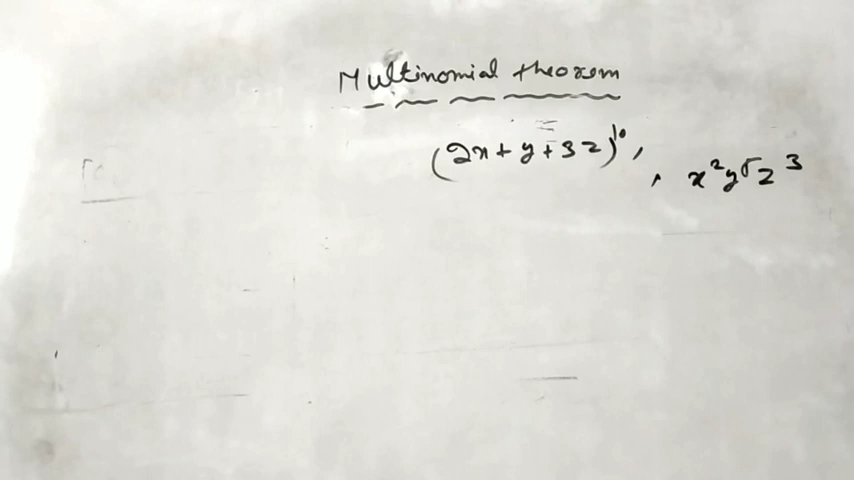 Multinomial theorem
(2x+y+3z)¹⁰,
, x²y⁵z³